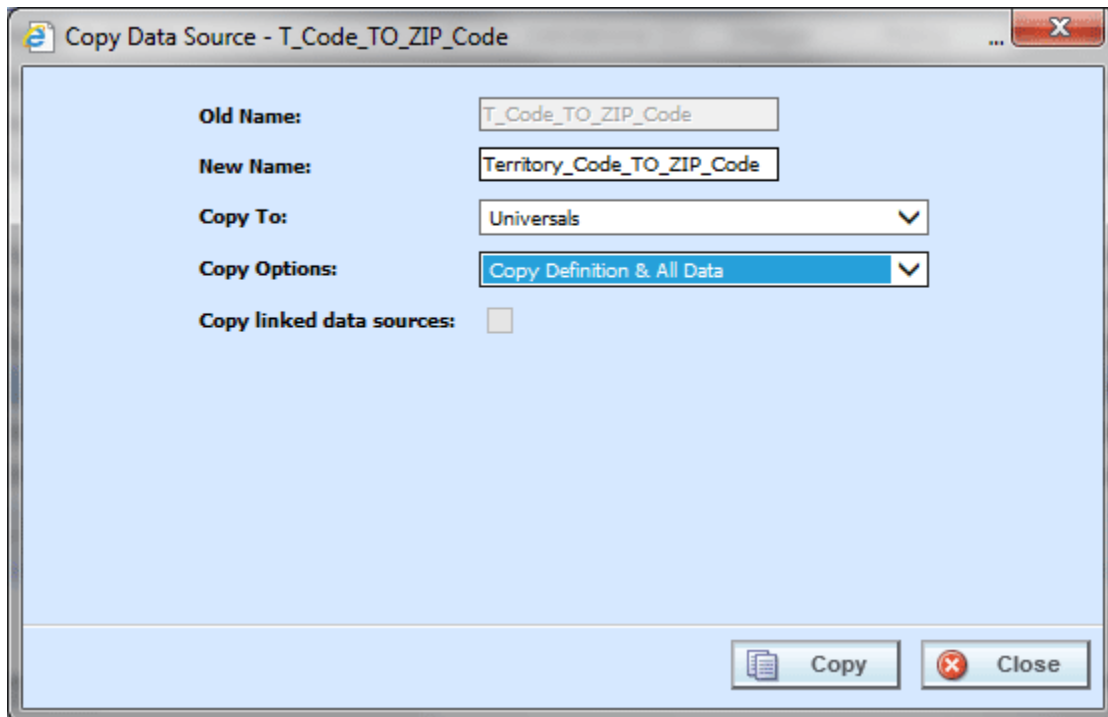 Copy Data Source - T_Code_TO_ZIP_Code ...
Old Name: T_Code_TO_ZIP_Code
New Name: Territory_Code_TO_ZIP_Code
Copy To: Universals
Copy Options: Copy Definition & All Data
Copy linked data sources:
Copy Close